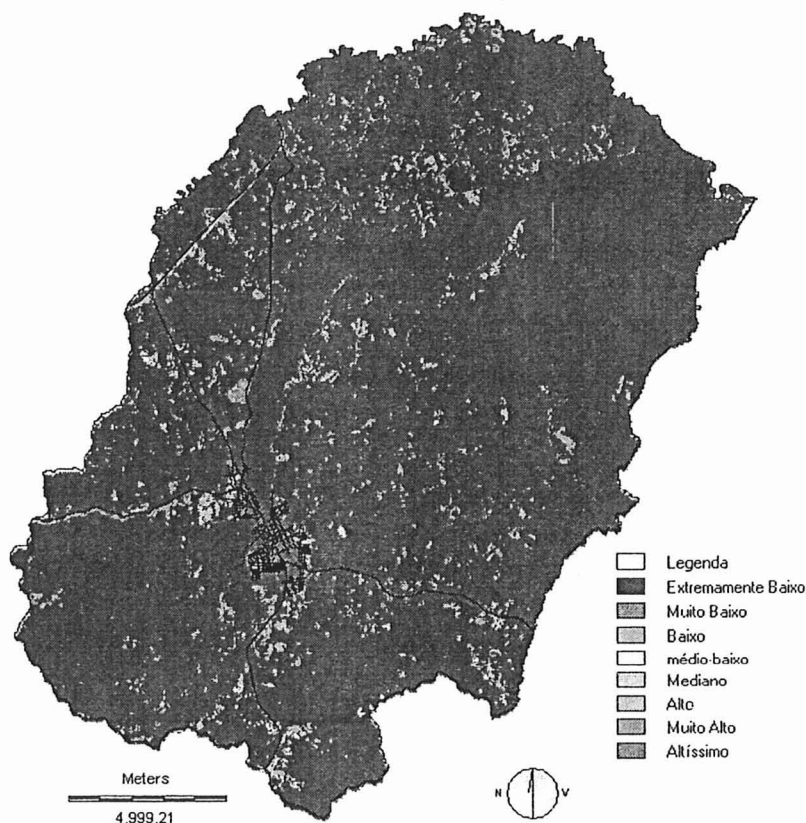 Legenda
Extremamente Baixo
Muito Baixo
Baixo
médio-baixo
Mediano
Alto
Muito Alto
Altíssimo
Meters
4,999.21
N V